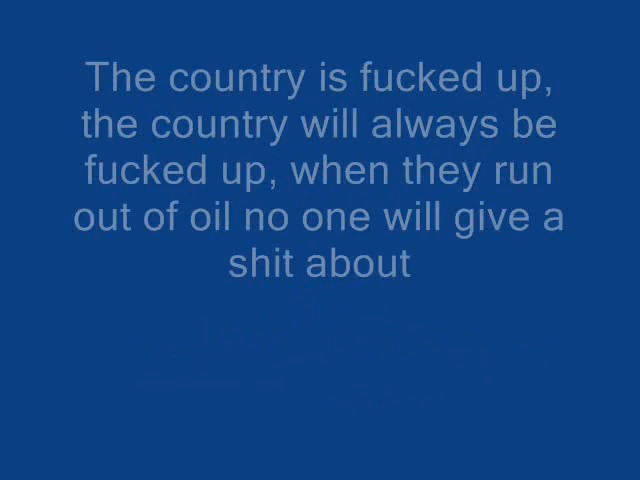 The country is fucked up,
the country will always be
fucked up, when they run
out of oil no one will give a
shit about